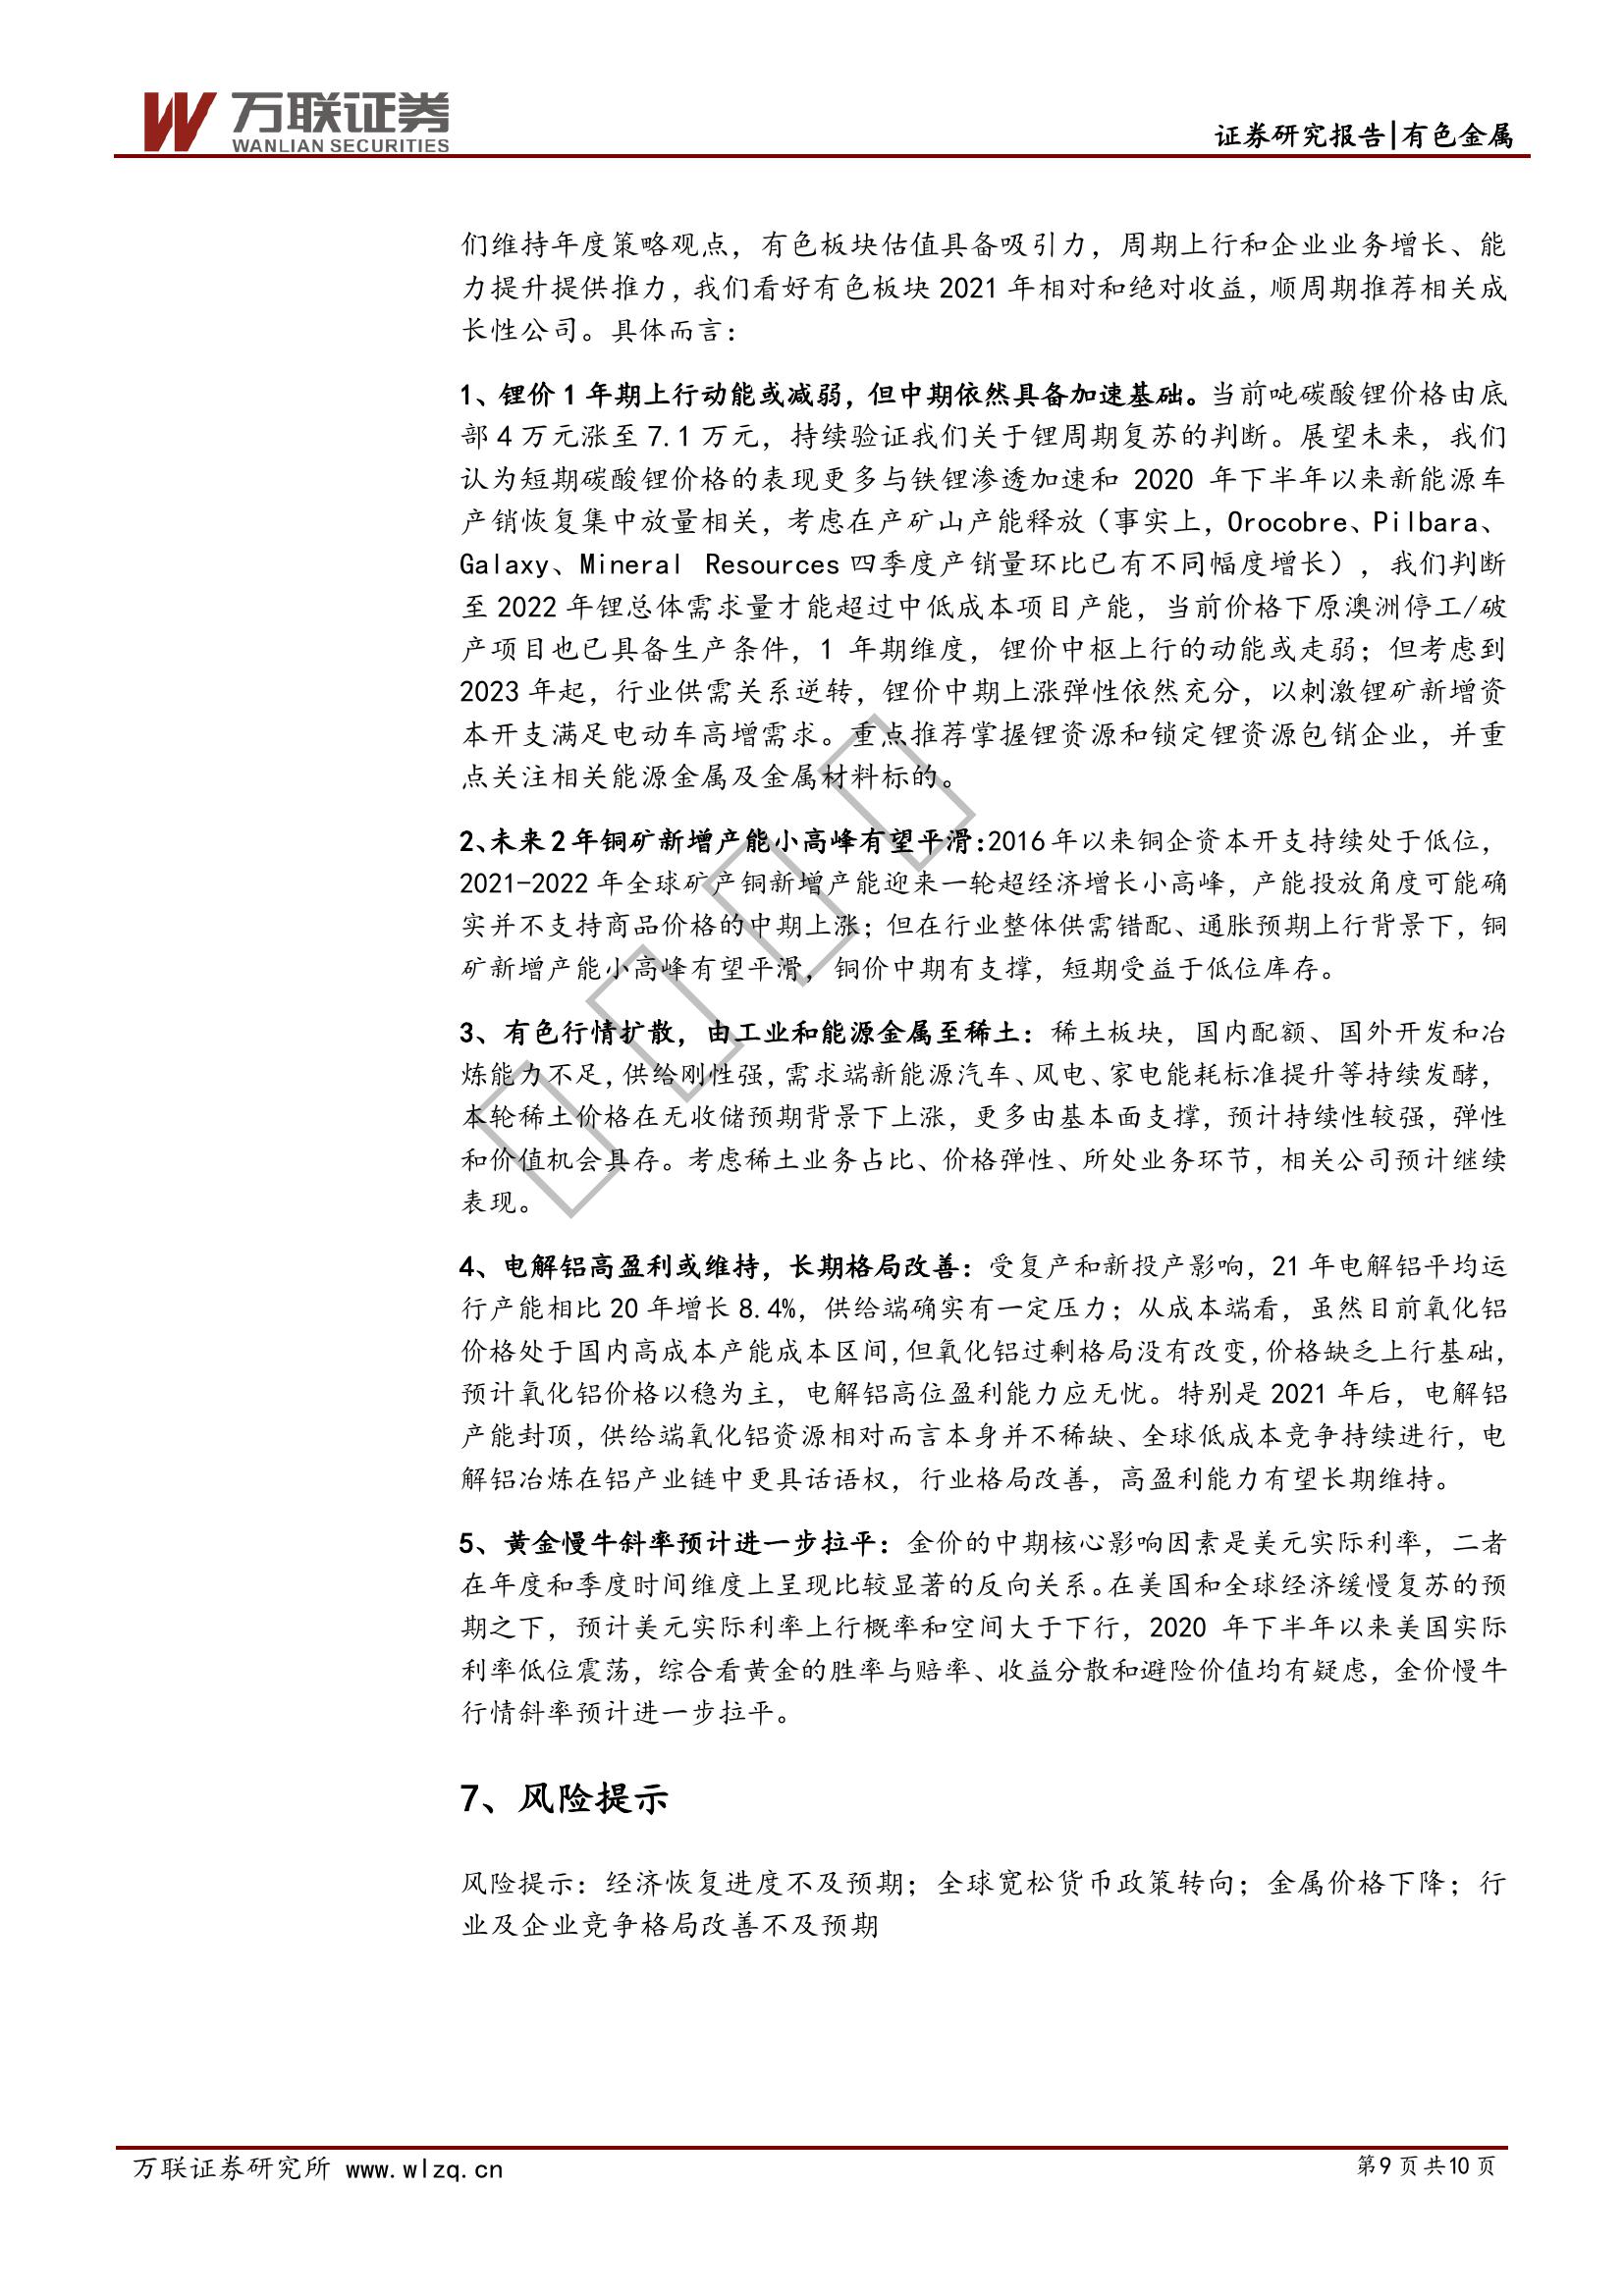 万联证券
WANLIAN SECURITIES
证券研究报告|有色金属
们维持年度策略观点，有色板块估值具备吸引力，周期上行和企业业务增长、能
力提升提供推力，我们看好有色板块 2021 年相对和绝对收益，顺周期推荐相关成
长性公司。具体而言：
1、锂价 1 年期上行动能或减弱，但中期依然具备加速基础。当前吨碳酸锂价格由底
部 4 万元涨至 7.1 万元，持续验证我们关于锂周期复苏的判断。展望未来，我们
认为短期碳酸锂价格的表现更多与铁锂渗透加速和 2020 年下半年以来新能源车
产销恢复集中放量相关，考虑在产矿山产能释放（事实上，Orocobre、Pilbara、
Galaxy、Mineral Resources 四季度产销量环比已有不同幅度增长），我们判断
至 2022 年锂总体需求量才能超过中低成本项目产能，当前价格下原澳洲停工/破
产项目也已具备生产条件，1 年期维度，锂价中枢上行的动能或走弱；但考虑到
2023 年起，行业供需关系逆转，锂价中期上涨弹性依然充分，以刺激锂矿新增资
本开支满足电动车高增需求。重点推荐掌握锂资源和锁定锂资源包销企业，并重
点关注相关能源金属及金属材料标的。
2、未来 2 年铜矿新增产能小高峰有望平滑：2016 年以来铜企资本开支持续处于低位，
2021-2022 年全球矿产铜新增产能迎来一轮超经济增长小高峰，产能投放角度可能确
实并不支持商品价格的中期上涨；但在行业整体供需错配、通胀预期上行背景下，铜
矿新增产能小高峰有望平滑，铜价中期有支撑，短期受益于低位库存。
3、有色行情扩散，由工业和能源金属至稀土：稀土板块，国内配额、国外开发和冶
炼能力不足，供给刚性强，需求端新能源汽车、风电、家电能耗标准提升等持续发酵，
本轮稀土价格在无收储预期背景下上涨，更多由基本面支撑，预计持续性较强，弹性
和价值机会具存。考虑稀土业务占比、价格弹性、所处业务环节，相关公司预计继续
表现。
4、电解铝高盈利或维持，长期格局改善：受复产和新投产影响，21 年电解铝平均运
行产能相比 20 年增长 8.4%，供给端确实有一定压力；从成本端看，虽然目前氧化铝
价格处于国内高成本产能成本区间，但氧化铝过剩格局没有改变，价格缺乏上行基础，
预计氧化铝价格以稳为主，电解铝高位盈利能力应无忧。特别是 2021 年后，电解铝
产能封顶，供给端氧化铝资源相对而言本身并不稀缺、全球低成本竞争持续进行，电
解铝冶炼在铝产业链中更具话语权，行业格局改善，高盈利能力有望长期维持。
5、黄金慢牛斜率预计进一步拉平：金价的中期核心影响因素是美元实际利率，二者
在年度和季度时间维度上呈现比较显著的反向关系。在美国和全球经济缓慢复苏的预
期之下，预计美元实际利率上行概率和空间大于下行，2020 年下半年以来美国实际
利率低位震荡，综合看黄金的胜率与赔率、收益分散和避险价值均有疑虑，金价慢牛
行情斜率预计进一步拉平。
7、风险提示
风险提示：经济恢复进度不及预期；全球宽松货币政策转向；金属价格下降；行
业及企业竞争格局改善不及预期
万联证券研究所 www.wlzq.cn
第9 页共10 页